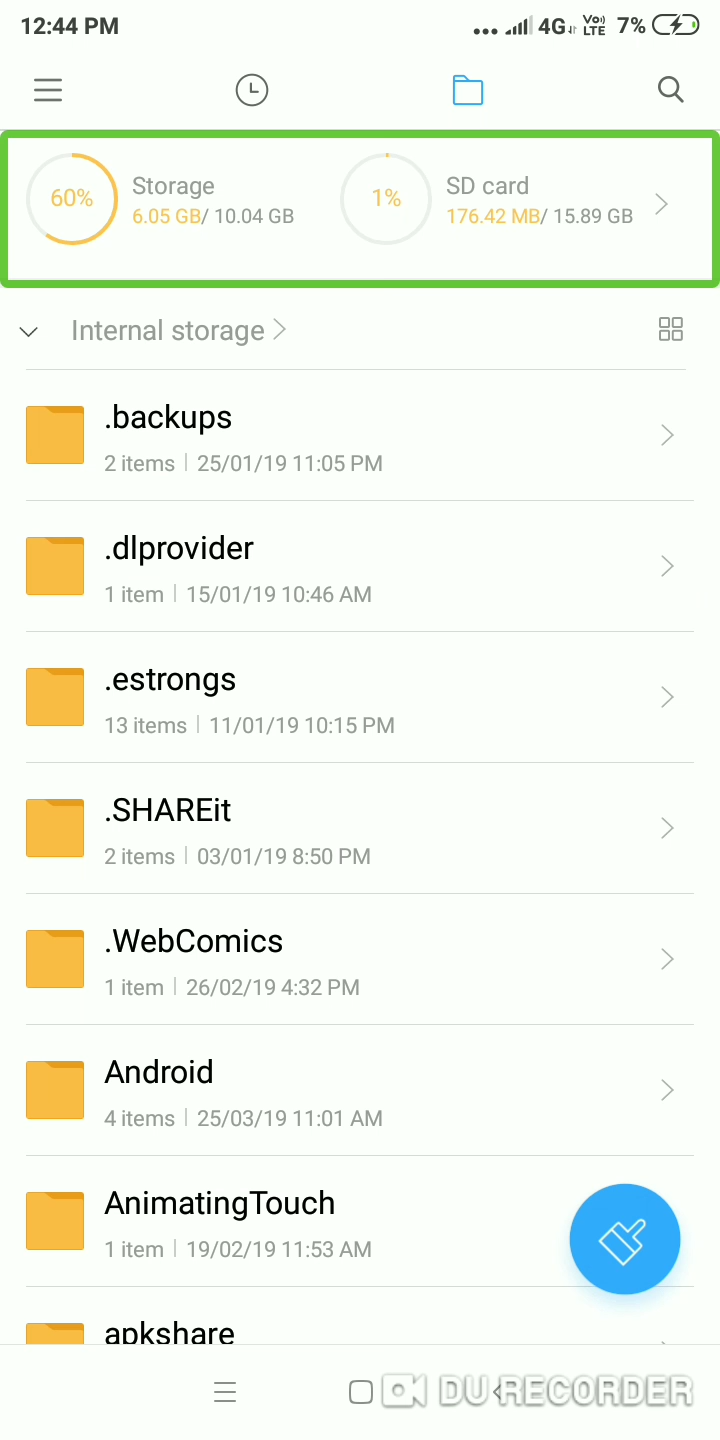 12:44 PM
... 4G VoLTE 7%
60% Storage 1% SD card
6.05 GB/ 10.04 GB 176.42 MB/ 15.89 GB
Internal storage
.backups
2 items | 25/01/19 11:05 PM
.dlprovider
1 item | 15/01/19 10:46 AM
.estrongs
13 items | 11/01/19 10:15 PM
.SHAREit
2 items | 03/01/19 8:50 PM
.WebComics
1 item | 26/02/19 4:32 PM
Android
4 items | 25/03/19 11:01 AM
AnimatingTouch
1 item | 19/02/19 11:53 AM
apkshare
DU RECORDER